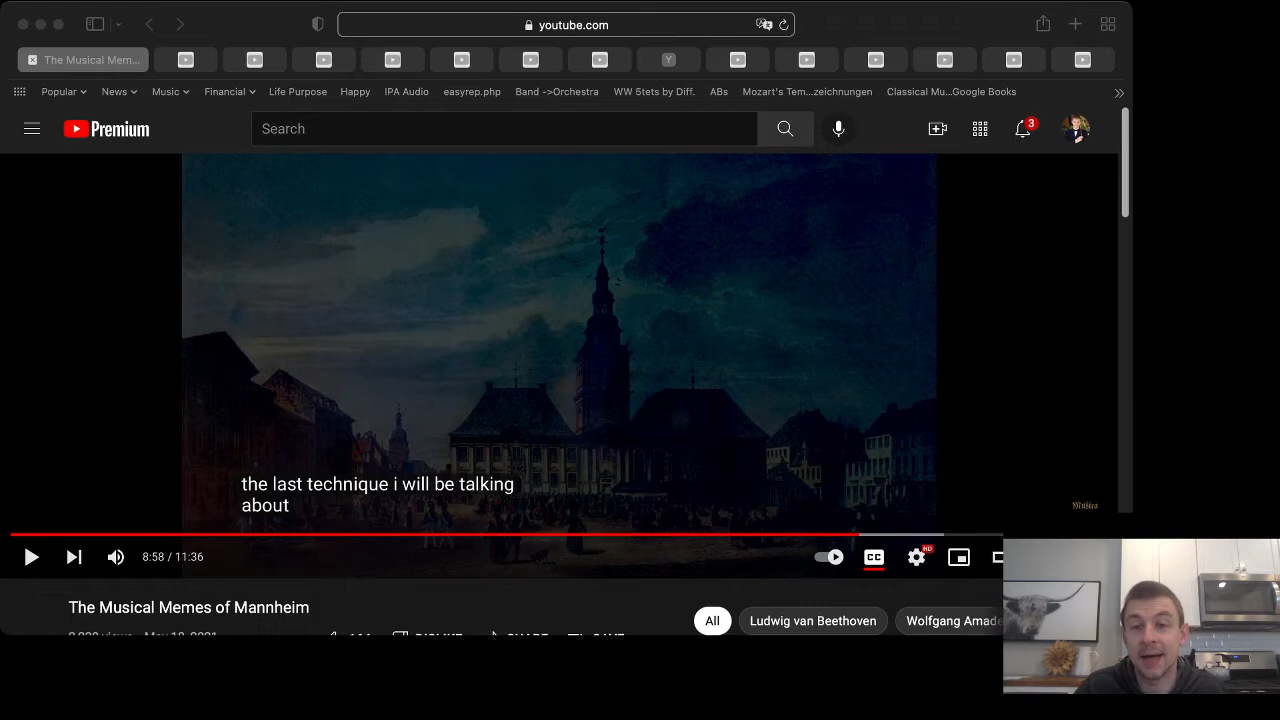 youtube.com
The Musical Mem...
Y
Popular News Music Financial Life Purpose Happy IPA Audio easyrep.php Band ->Orchestra WW 5tets by Diff. ABs Mozart's Tem...zeichnungen Classical Mu...Google Books
Premium
Search
3
the last technique i will be talking
about
8:58 / 11:36
CC
HD
The Musical Memes of Mannheim
All Ludwig van Beethoven Wolfgang Amade